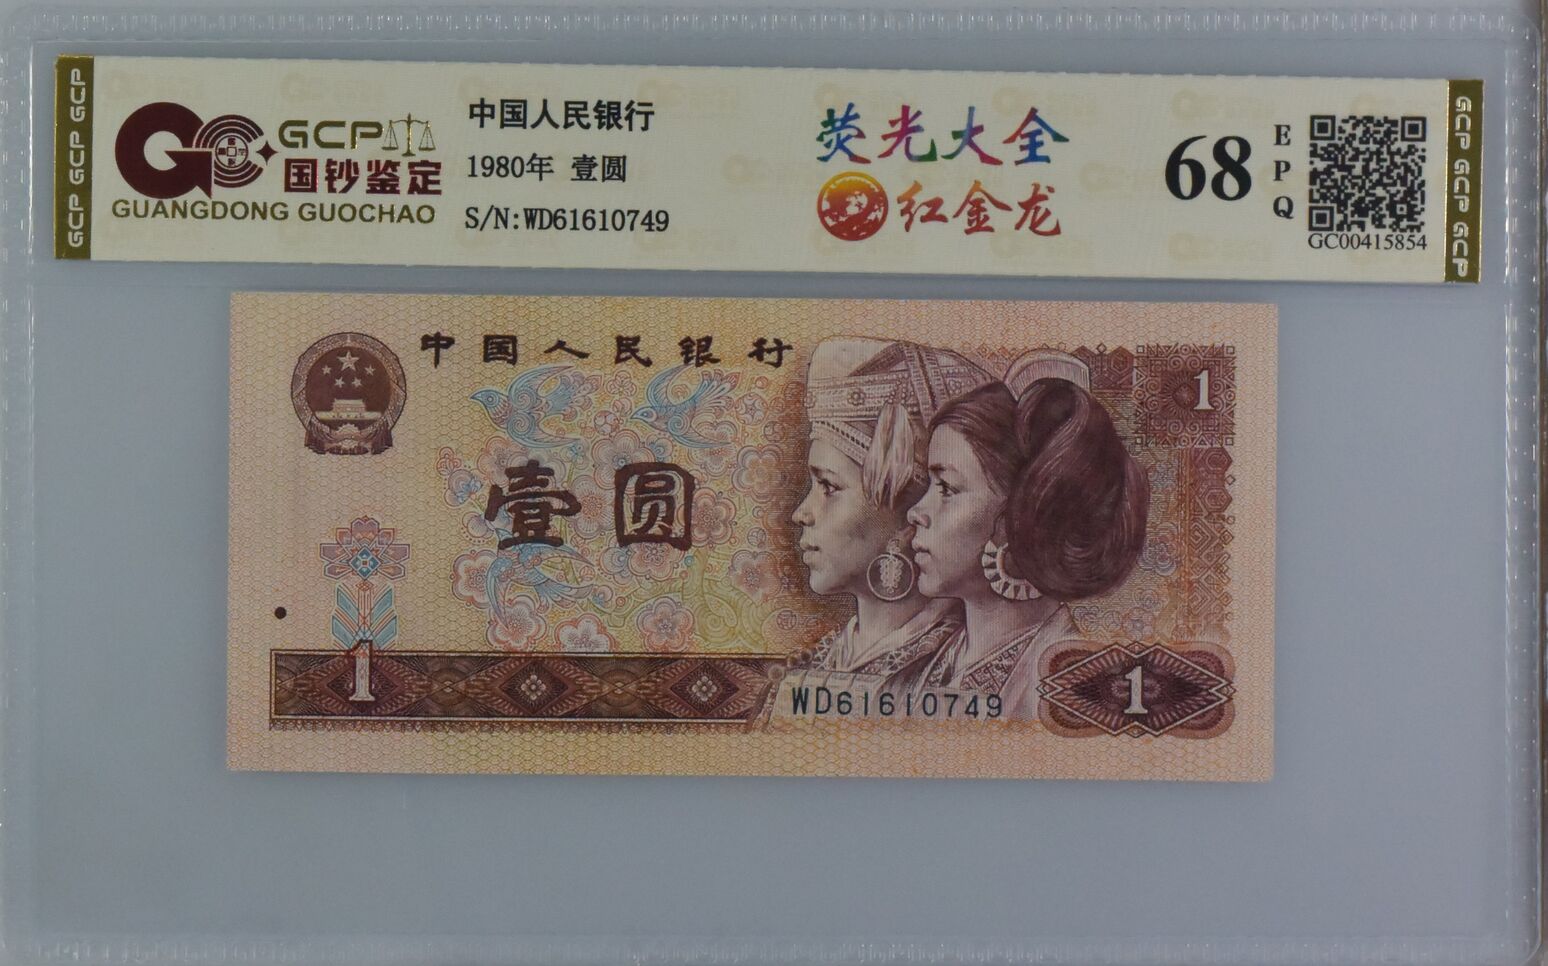 GCP GCP GCP
GCP
国钞鉴定
GUANGDONG GUOCHAO
中国人民银行
1980年 壹圆
S/N:WD61610749
荧光大全
红金龙
68
EPQ
GC00415854
GCP GCP GCP
中国人民银行
1
壹圆
1
WD61610749
1